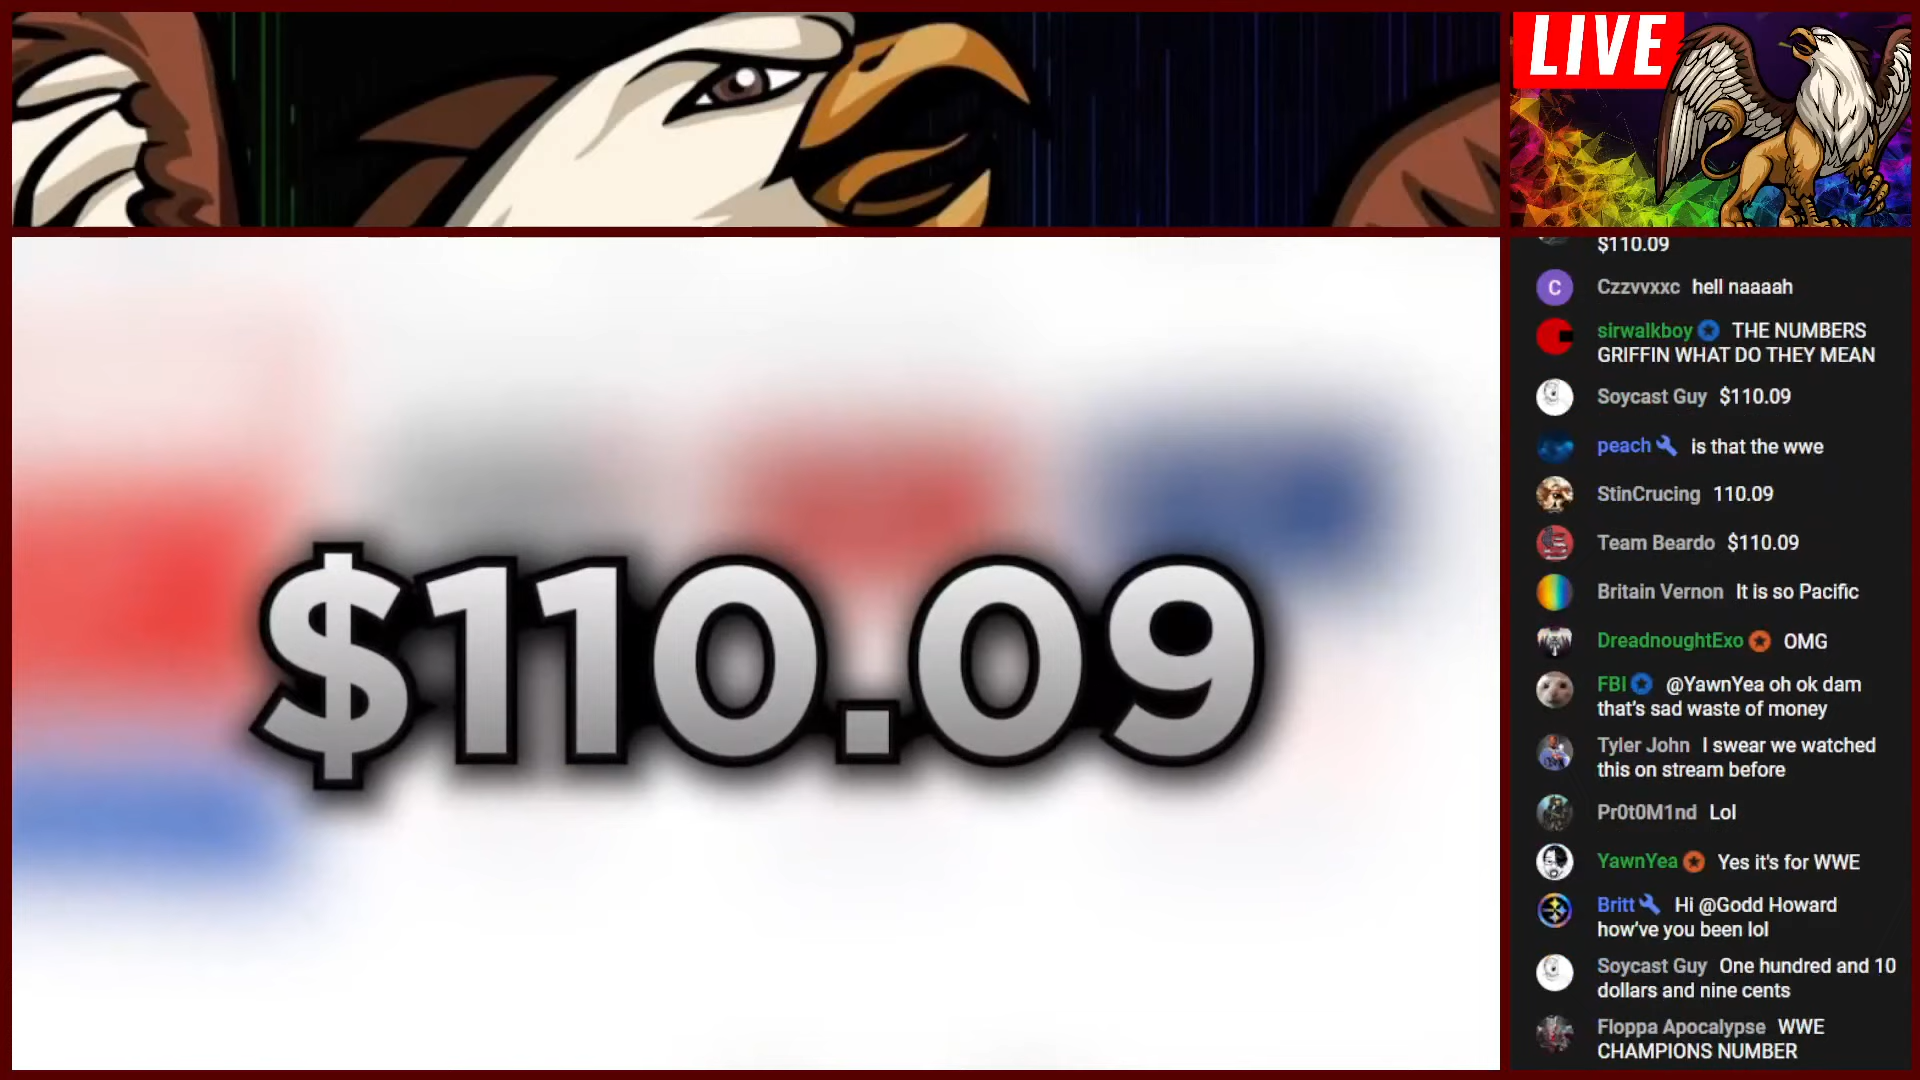 LIVE
$110.09
$110.09
C Czzvvxxc hell naaaah
sirwalkboy THE NUMBERS
GRIFFIN WHAT DO THEY MEAN
Soycast Guy $110.09
peach is that the wwe
StinCrucing 110.09
Team Beardo $110.09
Britain Vernon It is so Pacific
DreadnoughtExo OMG
FBI @YawnYea oh ok dam
that's sad waste of money
Tyler John I swear we watched
this on stream before
Pr0t0M1nd Lol
YawnYea Yes it's for WWE
Britt Hi @Godd Howard
how've you been lol
Soycast Guy One hundred and 10
dollars and nine cents
Floppa Apocalypse WWE
CHAMPIONS NUMBER